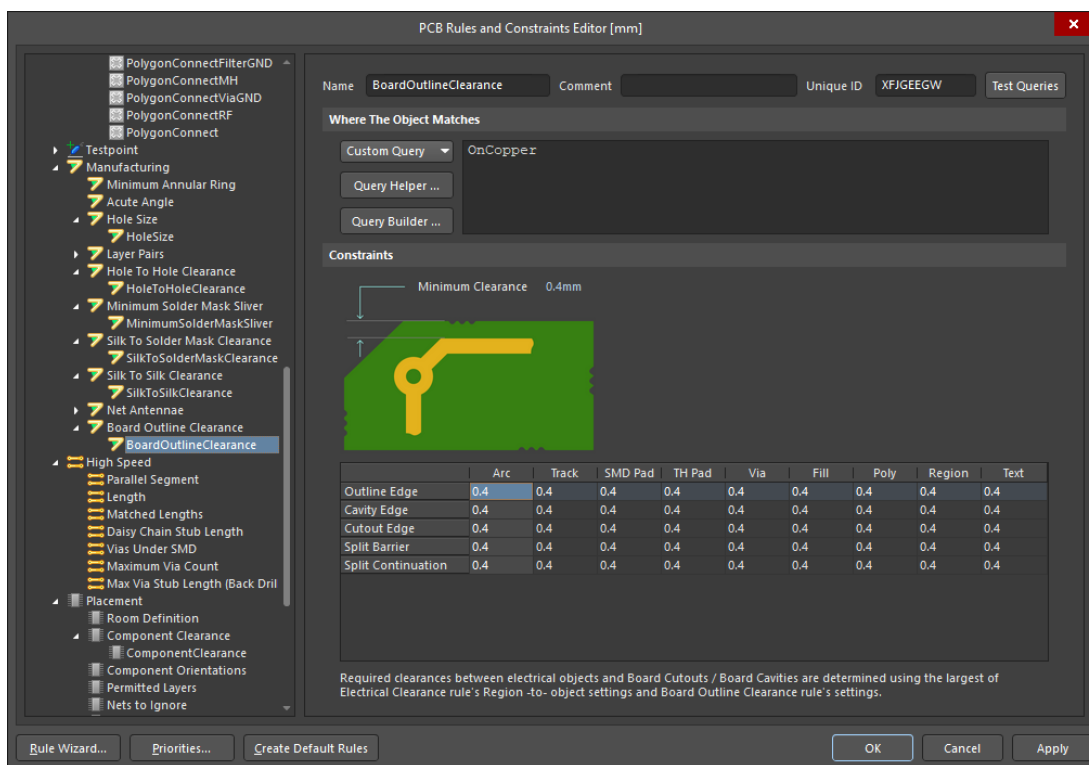 PCB Rules and Constraints Editor [mm]
PolygonConnectFilterGND
PolygonConnectMH
PolygonConnectViaGND
PolygonConnectRF
PolygonConnect
Testpoint
Manufacturing
Minimum Annular Ring
Acute Angle
Hole Size
HoleSize
Layer Pairs
Hole To Hole Clearance
HoleToHoleClearance
Minimum Solder Mask Sliver
MinimumSolderMaskSliver
Silk To Solder Mask Clearance
SilkToSolderMaskClearance
Silk To Silk Clearance
SilkToSilkClearance
Net Antennae
Board Outline Clearance
BoardOutlineClearance
High Speed
Parallel Segment
Length
Matched Lengths
Daisy Chain Stub Length
Vias Under SMD
Maximum Via Count
Max Via Stub Length (Back Dril
Placement
Room Definition
Component Clearance
ComponentClearance
Component Orientations
Permitted Layers
Nets to Ignore
Name BoardOutlineClearance Comment Unique ID XFJGEEGW Test Queries
Where The Object Matches
Custom Query OnCopper
Query Helper ...
Query Builder ...
Constraints
Minimum Clearance 0.4mm
Arc Track SMD Pad TH Pad Via Fill Poly Region Text
Outline Edge 0.4 0.4 0.4 0.4 0.4 0.4 0.4 0.4 0.4
Cavity Edge 0.4 0.4 0.4 0.4 0.4 0.4 0.4 0.4 0.4
Cutout Edge 0.4 0.4 0.4 0.4 0.4 0.4 0.4 0.4 0.4
Split Barrier 0.4 0.4 0.4 0.4 0.4 0.4 0.4 0.4 0.4
Split Continuation 0.4 0.4 0.4 0.4 0.4 0.4 0.4 0.4 0.4
Required clearances between electrical objects and Board Cutouts / Board Cavities are determined using the largest of
Electrical Clearance rule's Region -to- object settings and Board Outline Clearance rule's settings.
Rule Wizard... Priorities... Create Default Rules OK Cancel Apply